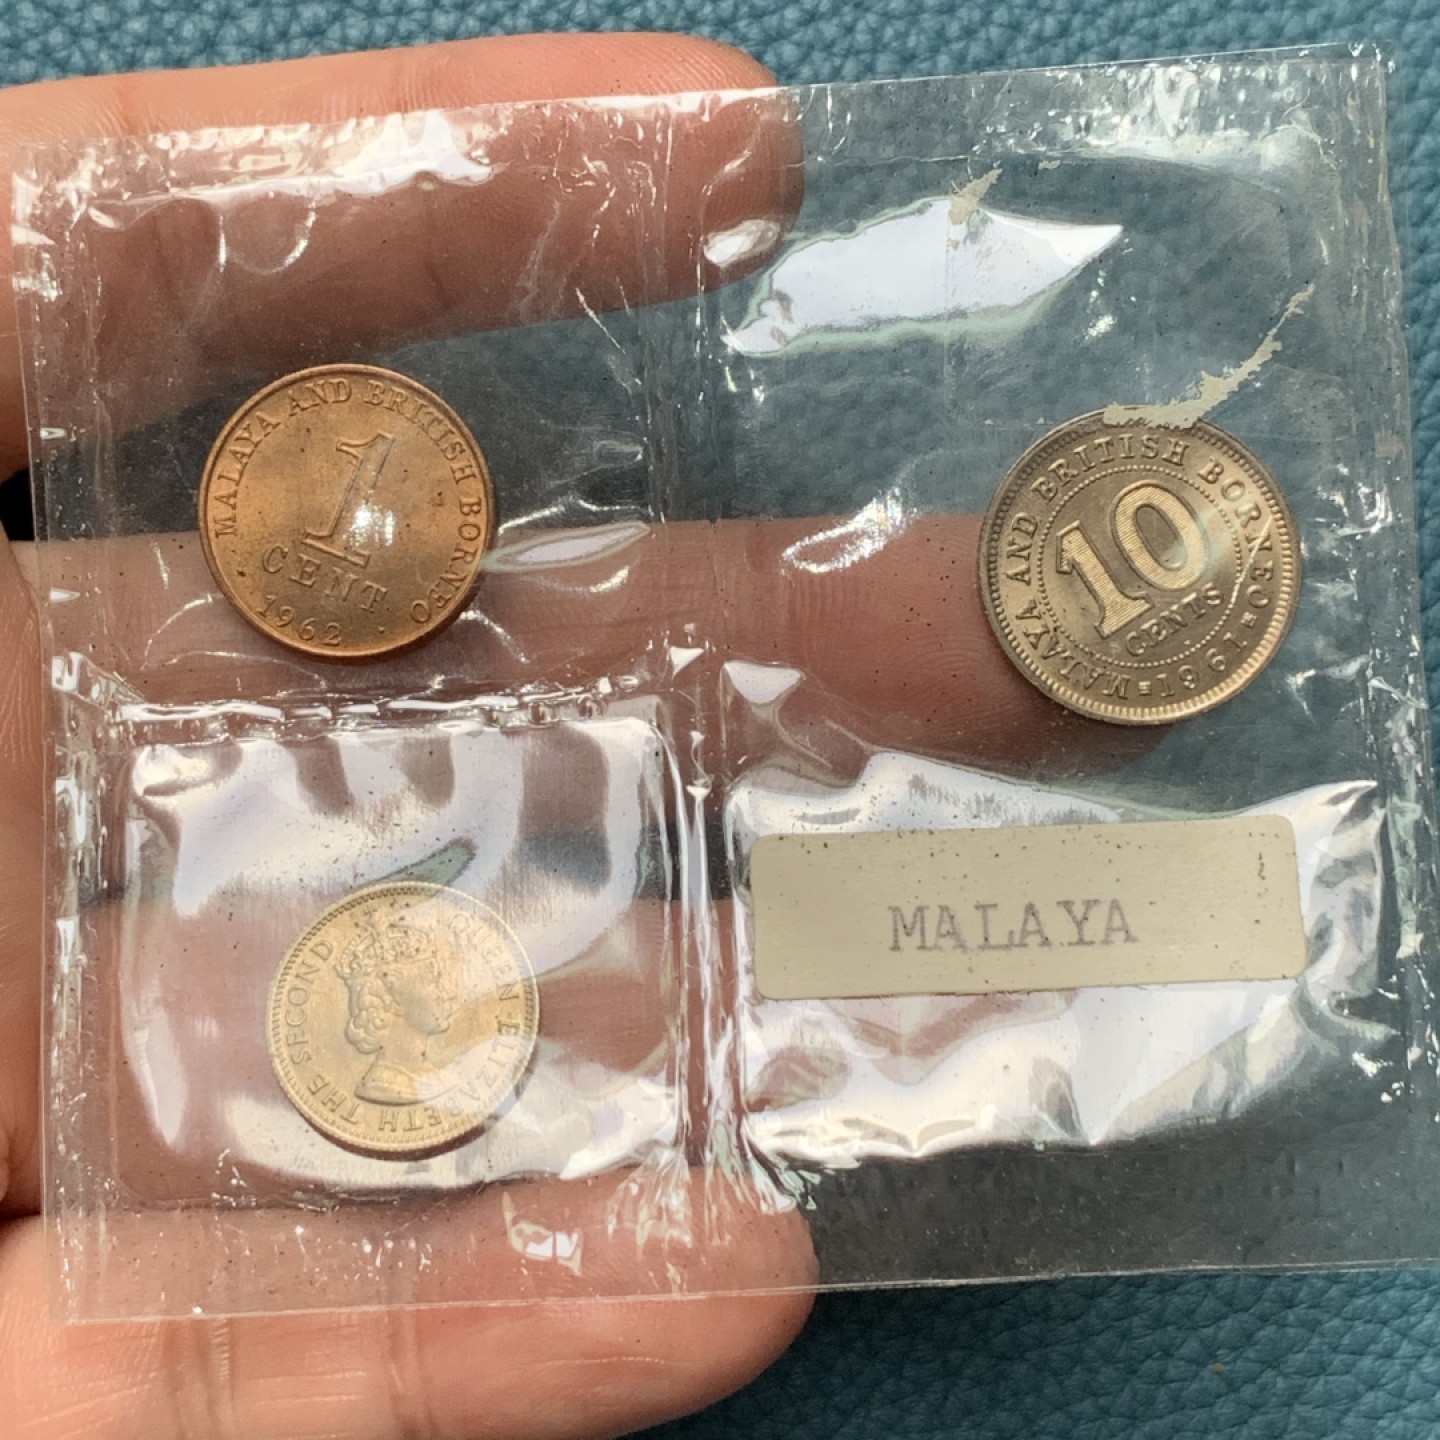 MALAYA AND BRITISH BORNEO
1
CENT
1962
MALAYA AND BRITISH BORNEO
10
CENTS
1961
QUEEN ELIZABETH THE SECOND
MALAYA